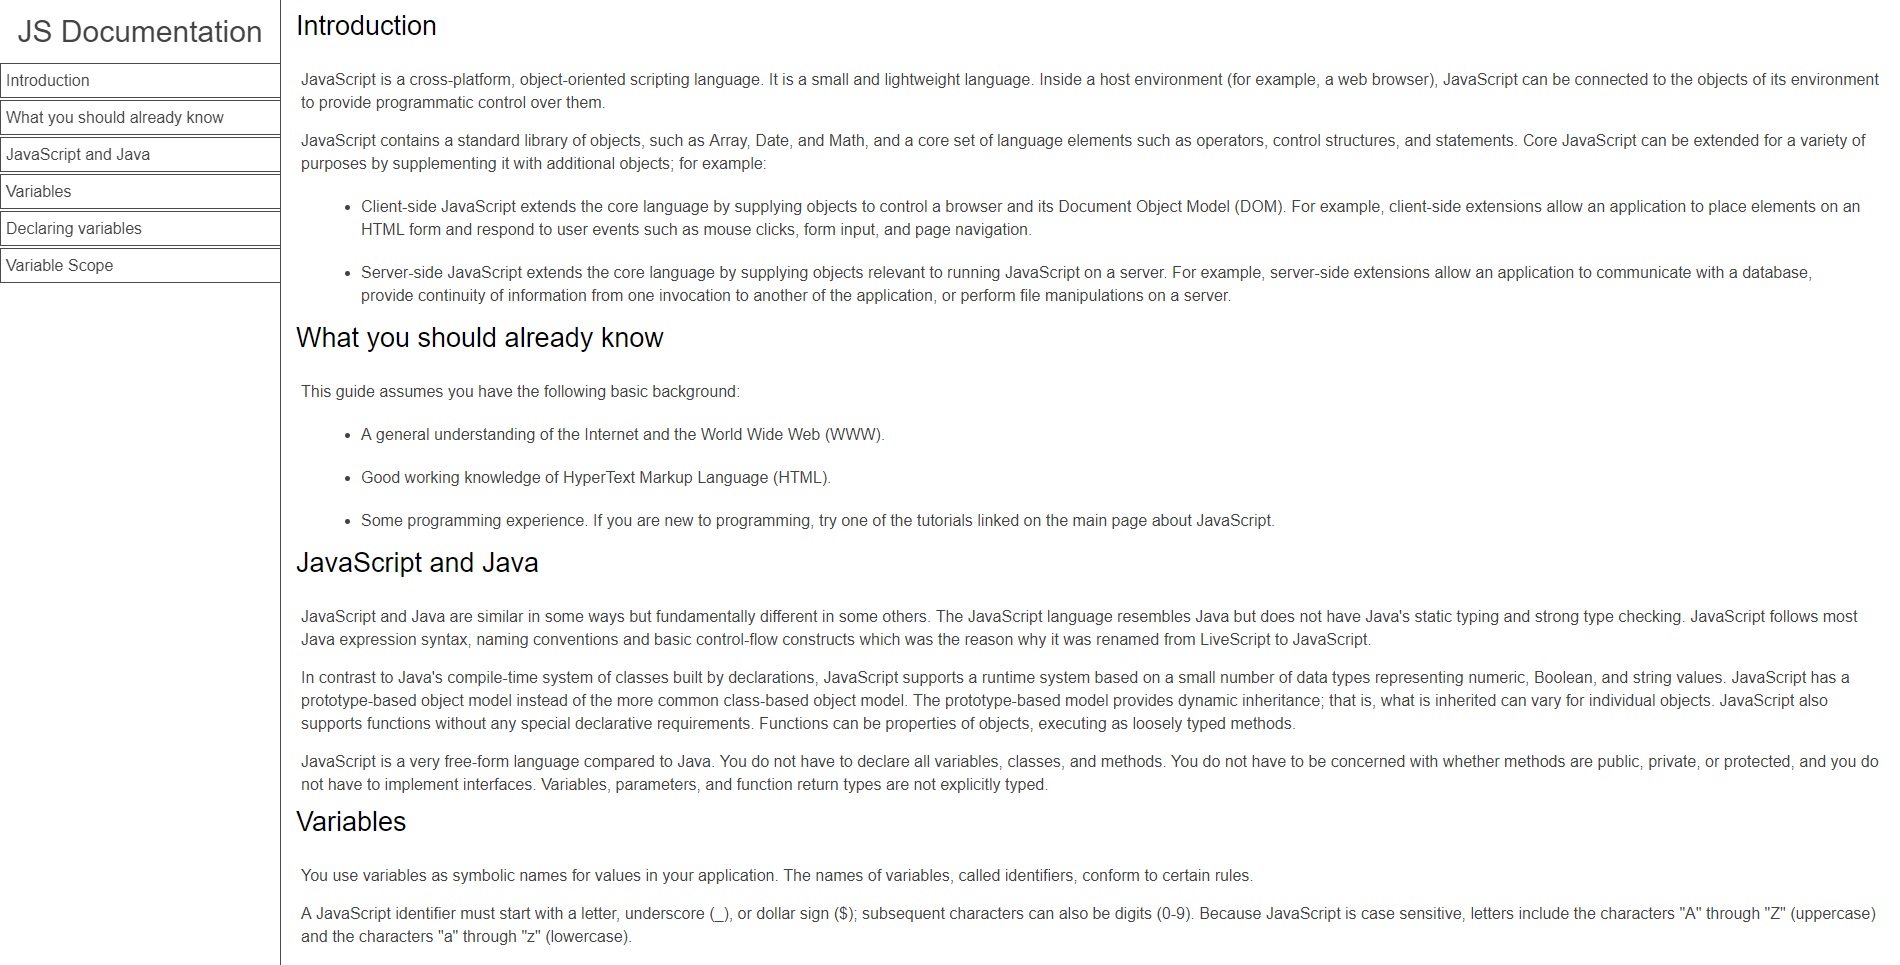 JS Documentation
Introduction
What you should already know
JavaScript and Java
Variables
Declaring variables
Variable Scope
Introduction
JavaScript is a cross-platform, object-oriented scripting language. It is a small and lightweight language. Inside a host environment (for example, a web browser), JavaScript can be connected to the objects of its environment
to provide programmatic control over them.
JavaScript contains a standard library of objects, such as Array, Date, and Math, and a core set of language elements such as operators, control structures, and statements. Core JavaScript can be extended for a variety of
purposes by supplementing it with additional objects; for example:
• Client-side JavaScript extends the core language by supplying objects to control a browser and its Document Object Model (DOM). For example, client-side extensions allow an application to place elements on an
HTML form and respond to user events such as mouse clicks, form input, and page navigation.
• Server-side JavaScript extends the core language by supplying objects relevant to running JavaScript on a server. For example, server-side extensions allow an application to communicate with a database,
provide continuity of information from one invocation to another of the application, or perform file manipulations on a server.
What you should already know
This guide assumes you have the following basic background:
• A general understanding of the Internet and the World Wide Web (WWW).
• Good working knowledge of HyperText Markup Language (HTML).
• Some programming experience. If you are new to programming, try one of the tutorials linked on the main page about JavaScript.
JavaScript and Java
JavaScript and Java are similar in some ways but fundamentally different in some others. The JavaScript language resembles Java but does not have Java's static typing and strong type checking. JavaScript follows most
Java expression syntax, naming conventions and basic control-flow constructs which was the reason why it was renamed from LiveScript to JavaScript.
In contrast to Java's compile-time system of classes built by declarations, JavaScript supports a runtime system based on a small number of data types representing numeric, Boolean, and string values. JavaScript has a
prototype-based object model instead of the more common class-based object model. The prototype-based model provides dynamic inheritance; that is, what is inherited can vary for individual objects. JavaScript also
supports functions without any special declarative requirements. Functions can be properties of objects, executing as loosely typed methods.
JavaScript is a very free-form language compared to Java. You do not have to declare all variables, classes, and methods. You do not have to be concerned with whether methods are public, private, or protected, and you do
not have to implement interfaces. Variables, parameters, and function return types are not explicitly typed.
Variables
You use variables as symbolic names for values in your application. The names of variables, called identifiers, conform to certain rules.
A JavaScript identifier must start with a letter, underscore (_), or dollar sign ($); subsequent characters can also be digits (0-9). Because JavaScript is case sensitive, letters include the characters "A" through "Z" (uppercase)
and the characters "a" through "z" (lowercase).